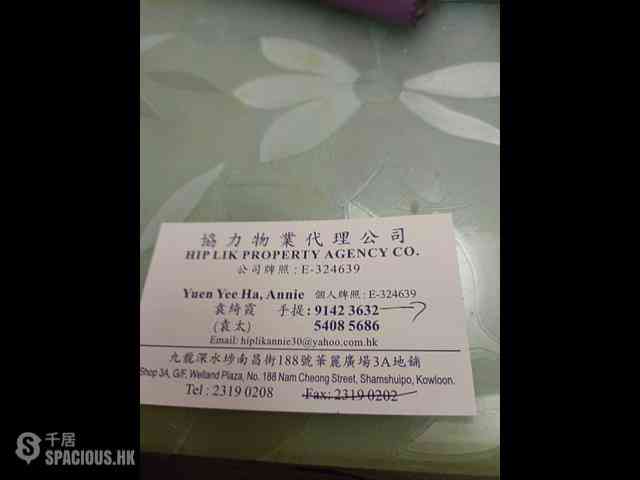 協力物業代理公司
HIP LIK PROPERTY AGENCY CO.
公司牌照 : E-324639
Yuen Yee Ha, Annie 個人牌照 : E-324639
袁綺霞 手提 : 9142 3632
(袁太) 5408 5686
Email: hiplikannie30@yahoo.com.hk
九龍深水埗南昌街188號華麗廣場3A地舖
Shop 3A, G/F, Welland Plaza, No. 188 Nam Cheong Street, Shamshuipo, Kowloon.
Tel : 2319 0208 Fax: 2319 0202
千居
SPACIOUS.HK